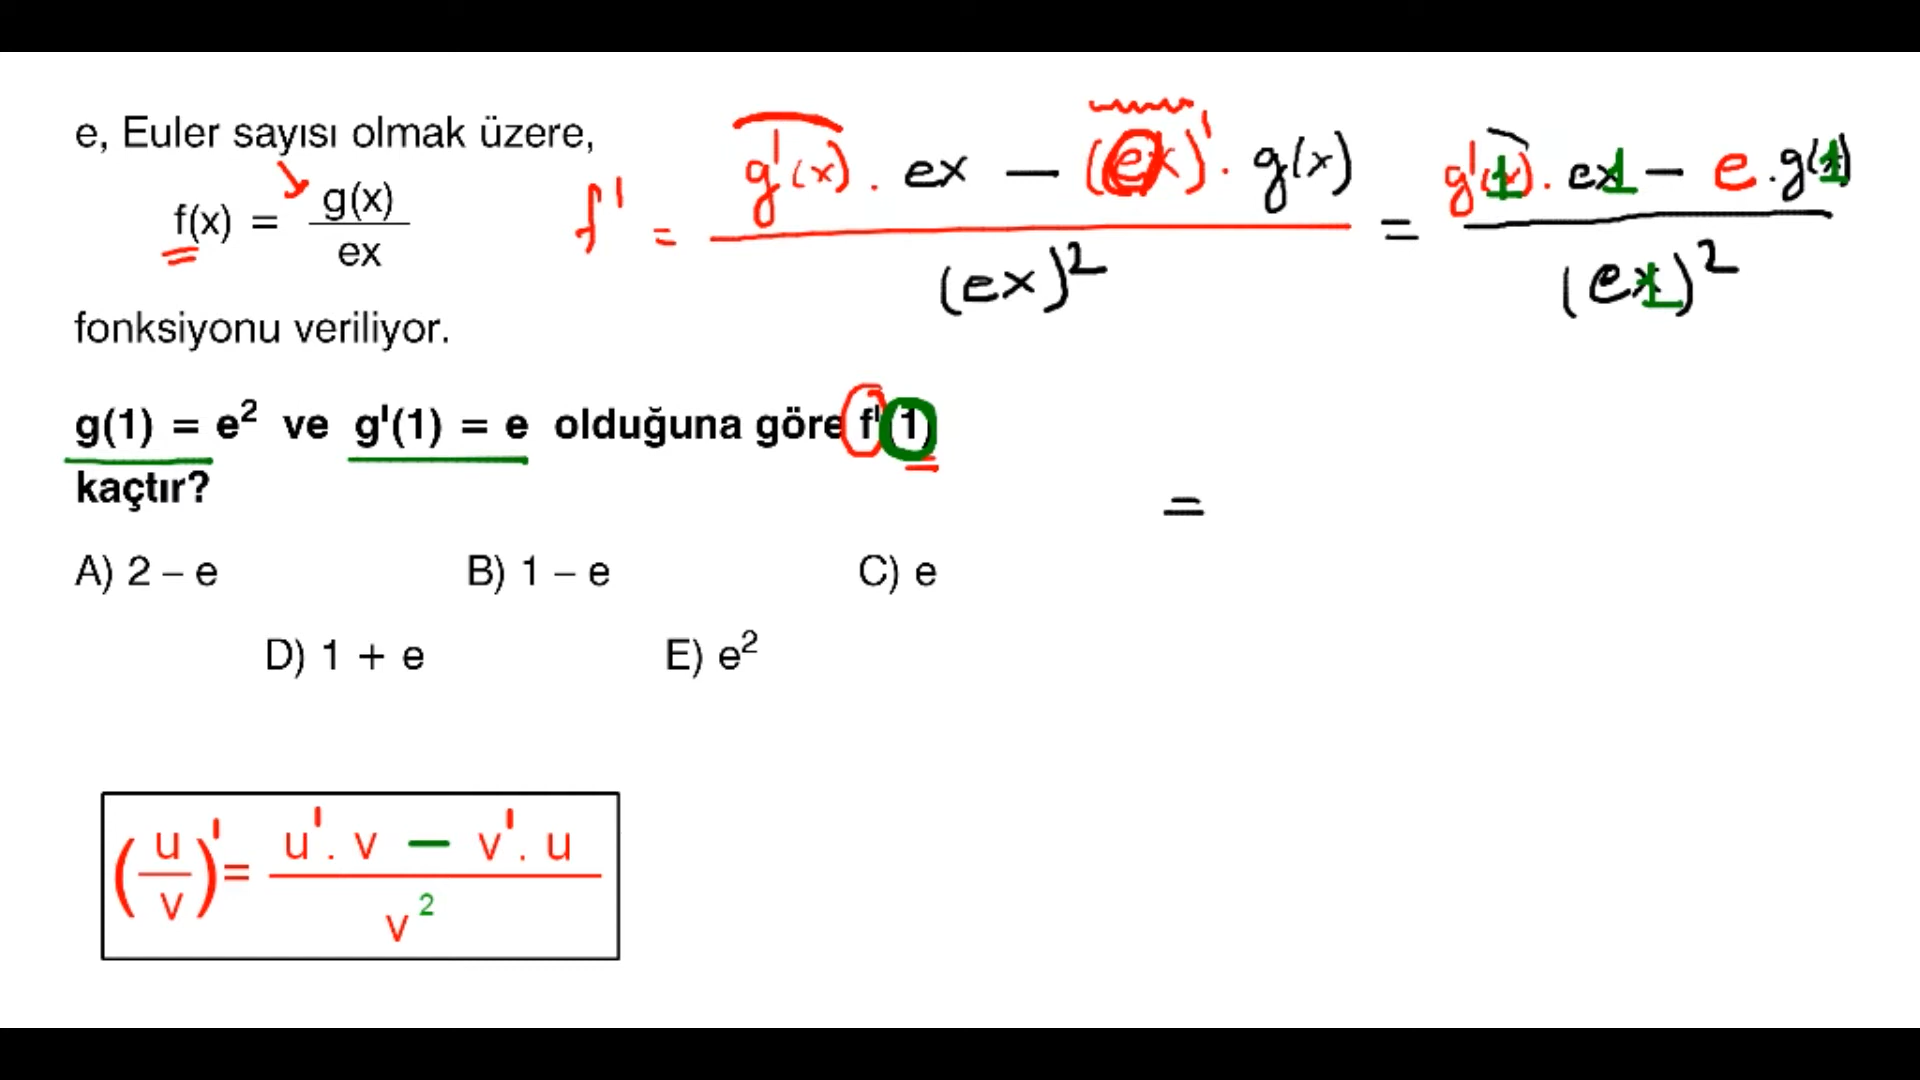 e, Euler sayısı olmak üzere,
f(x) = g(x) / ex
f' = g'(x) . ex − (ex)' . g(x) / (ex)² = g'(1) . e1 − e . g(1) / (e1)²
fonksiyonu veriliyor.
g(1) = e² ve g'(1) = e olduğuna göre f'(1)
kaçtır?
=
A) 2 – e B) 1 – e C) e
D) 1 + e E) e²
(u/v)' = u' . v − v' . u / v²